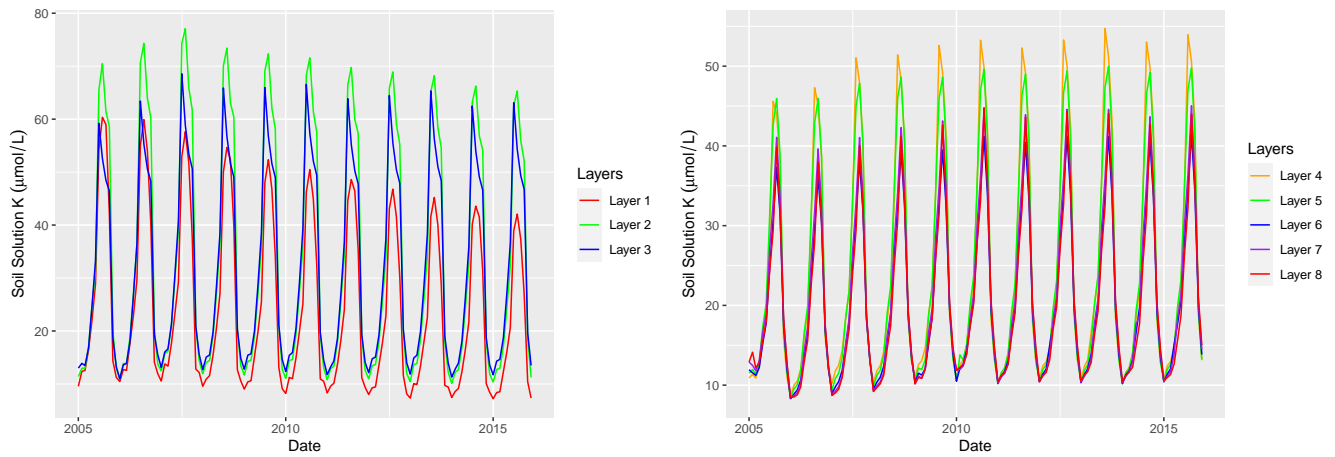 80
60
40
20
2005
2010
2015
Date
Soil Solution K (μmol/ L)
Layers
Layer 1
Layer 2
Layer 3
50
40
30
20
10
2005
2010
2015
Date
Soil Solution K (μmol/ L)
Layers
Layer 4
Layer 5
Layer 6
Layer 7
Layer 8